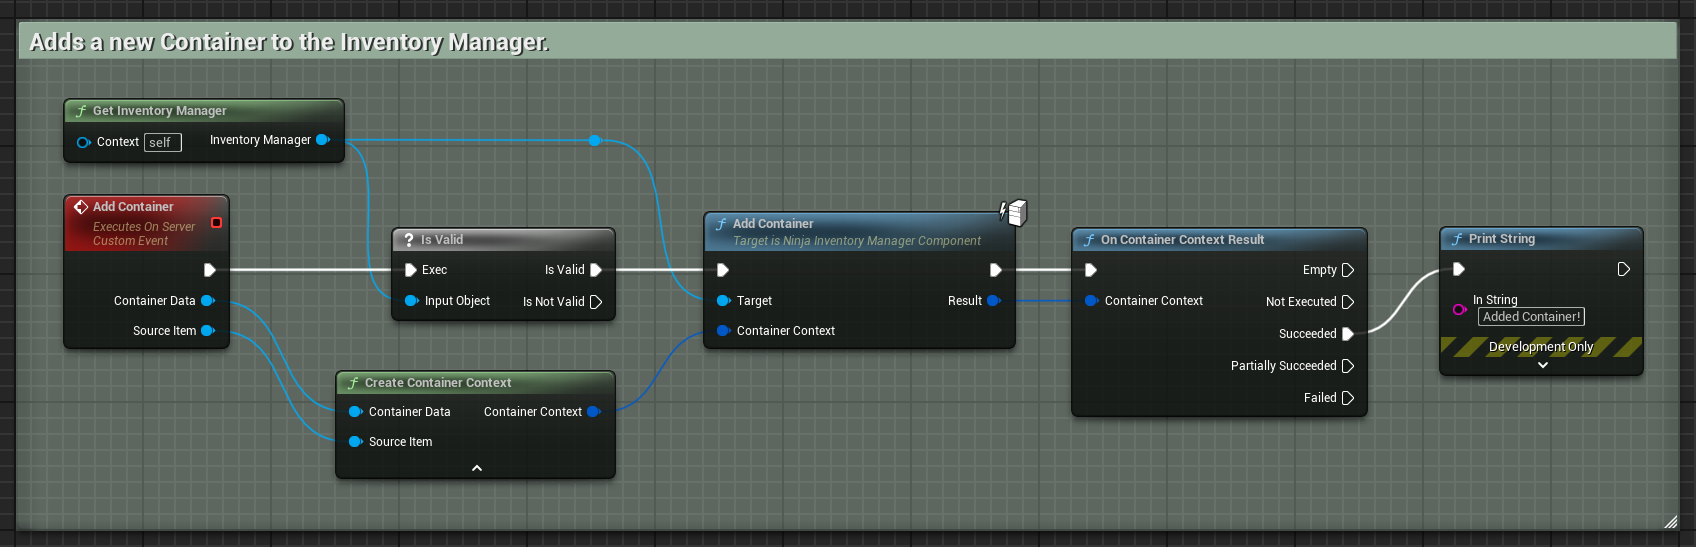 Adds a new Container to the Inventory Manager.
Get Inventory Manager
Context self
Inventory Manager
Add Container
Executes On Server
Custom Event
Container Data
Source Item
Is Valid
Exec
Is Valid
Input Object
Is Not Valid
Create Container Context
Container Data
Container Context
Source Item
Add Container
Target is Ninja Inventory Manager Component
Target
Result
Container Context
On Container Context Result
Empty
Container Context
Not Executed
Succeeded
Partially Succeeded
Failed
Print String
In String
Added Container!
Development Only